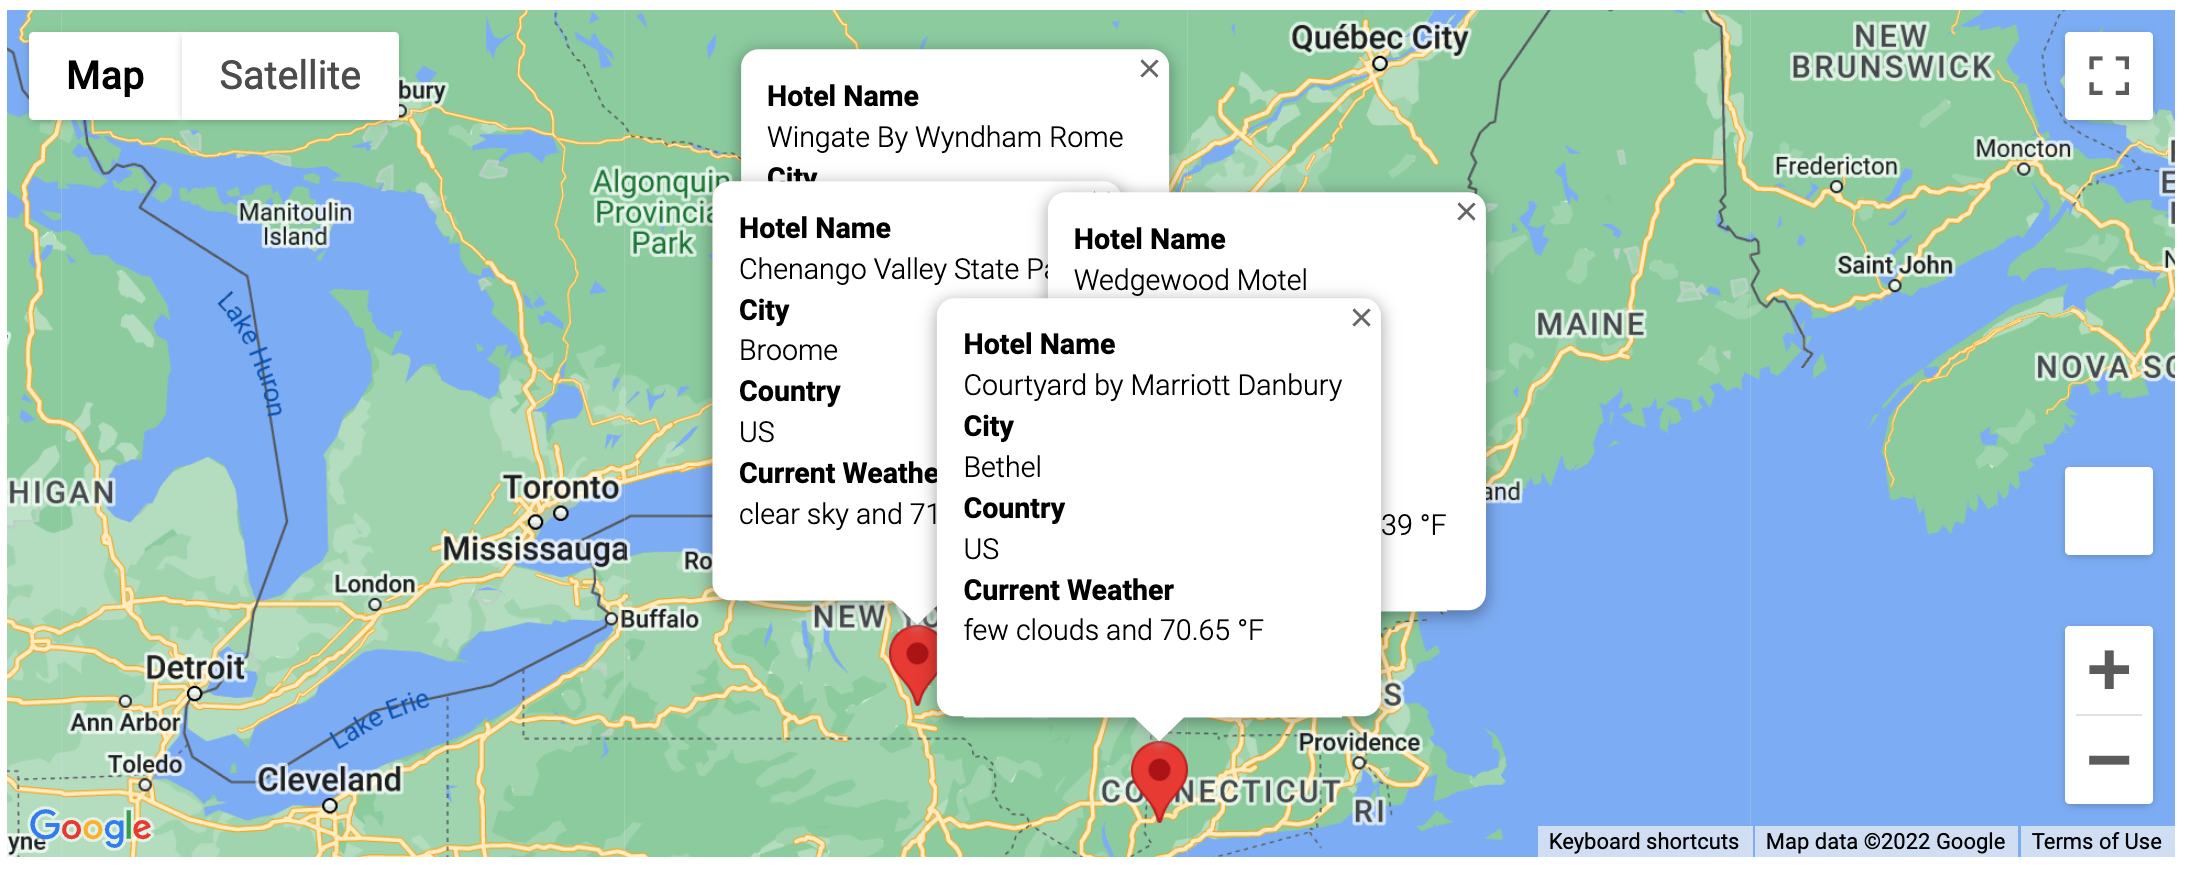 Map
Satellite
bury
Québec City
NEW
BRUNSWICK
Moncton
Fredericton
Saint John
MAINE
NOVA SC
Manitoulin
Island
Algonquin
Provincia
Park
Lake Huron
HIGAN
Toronto
Mississauga
London
Buffalo
Detroit
Ann Arbor
Lake Erie
Toledo
Cleveland
NEW
Providence
CONNECTICUT
RI
Hotel Name
Wingate By Wyndham Rome
City
Hotel Name
Chenango Valley State Pa
City
Broome
Country
US
Current Weathe
clear sky and 71
Hotel Name
Wedgewood Motel
39 °F
Hotel Name
Courtyard by Marriott Danbury
City
Bethel
Country
US
Current Weather
few clouds and 70.65 °F
Google
yne
Keyboard shortcuts
Map data ©2022 Google
Terms of Use